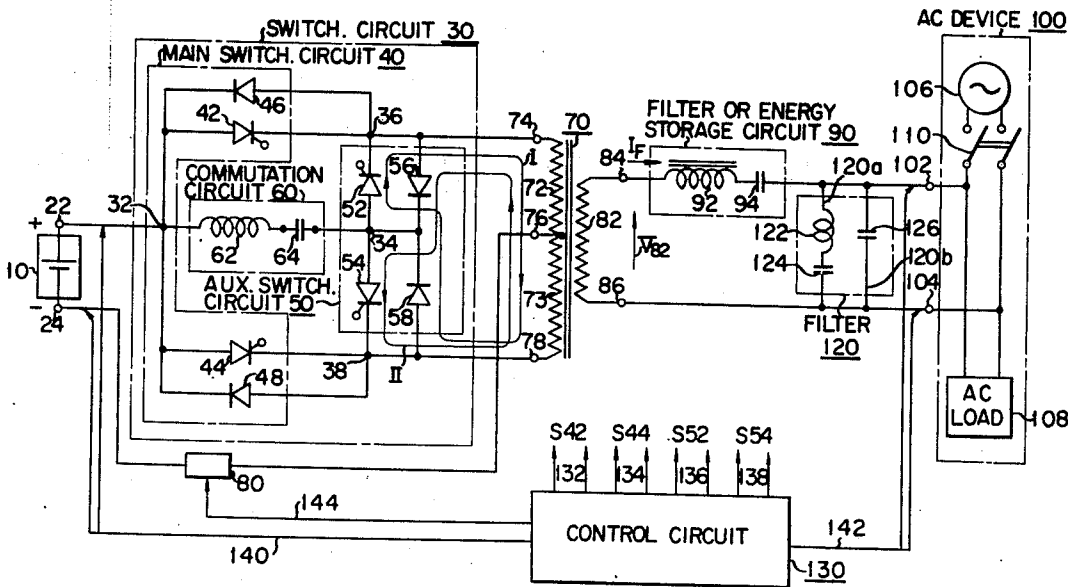 AC DEVICE 100
SWITCH. CIRCUIT 30
MAIN SWITCH. CIRCUIT 40
46
42
36
74
70
FILTER OR ENERGY
STORAGE CIRCUIT 90
106
110
102
I
56
52
72
84
IF
92
94
120a
COMMUTATION
CIRCUIT 60
22
32
+
62
64
34
76
82
V82
122
124
126
120b
10
54
AUX. SWITCH.
CIRCUIT 50
58
73
86
104
-
24
78
FILTER
120
44
48
38
II
AC
LOAD
108
S42
S44
S52
S54
132
134
136
138
80
144
CONTROL CIRCUIT
142
140
130